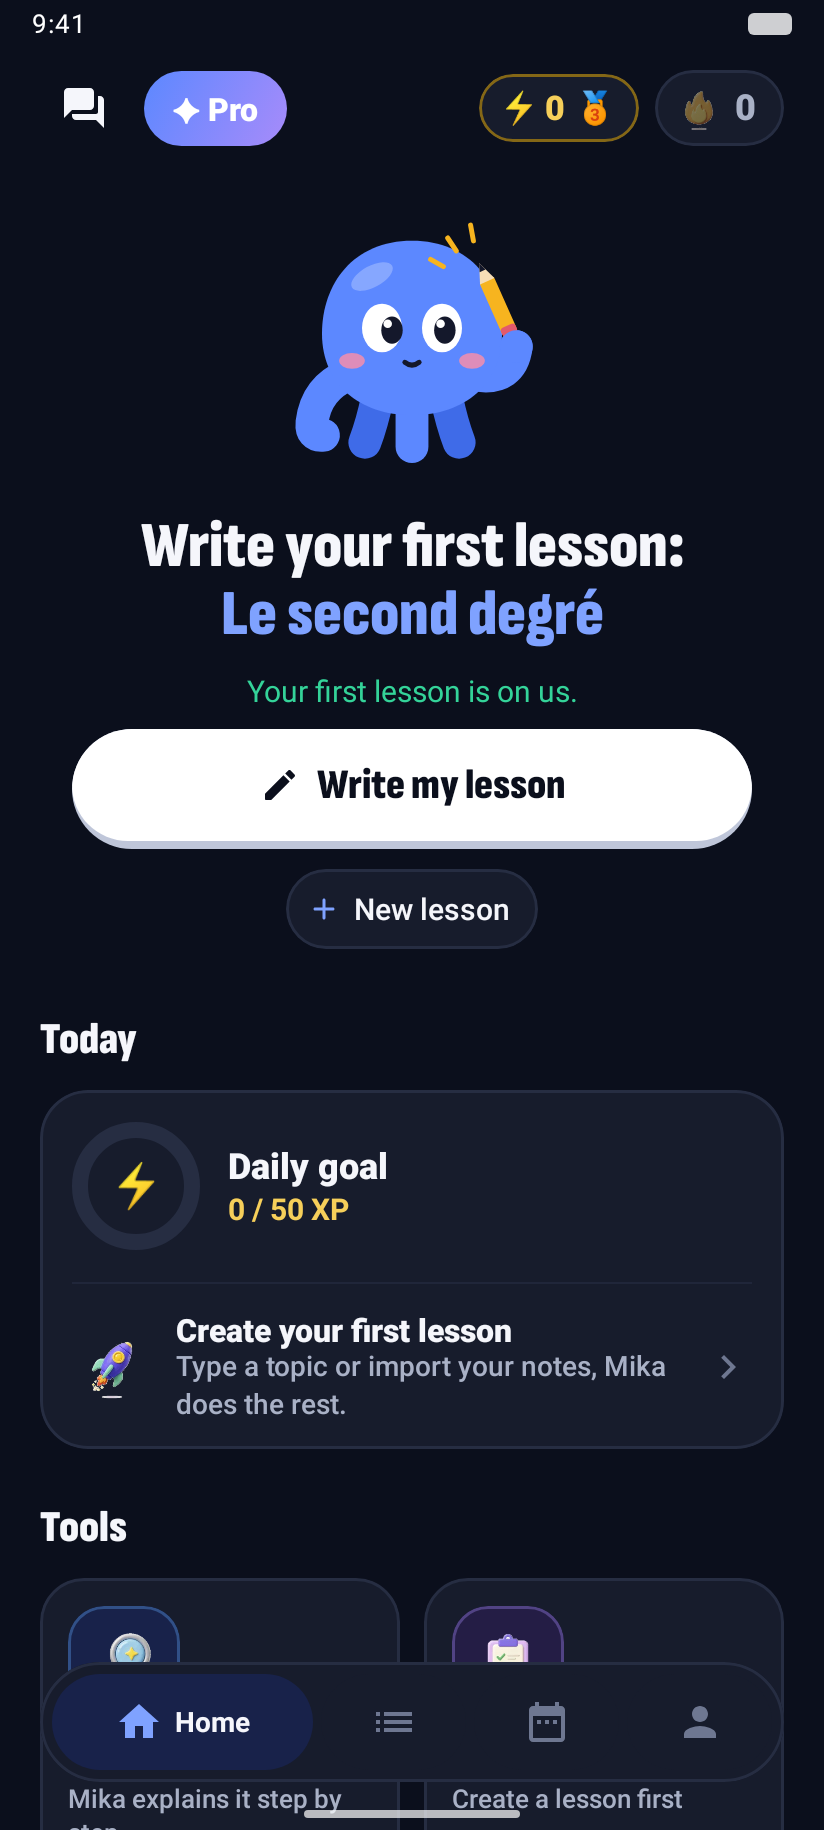 9:41
Pro
0
3
0
Write your first lesson:
Le second degré
Your first lesson is on us.
Write my lesson
New lesson
Today
Daily goal
0 / 50 XP
Create your first lesson
Type a topic or import your notes, Mika
does the rest.
Tools
Home
Mika explains it step by
step
Create a lesson first